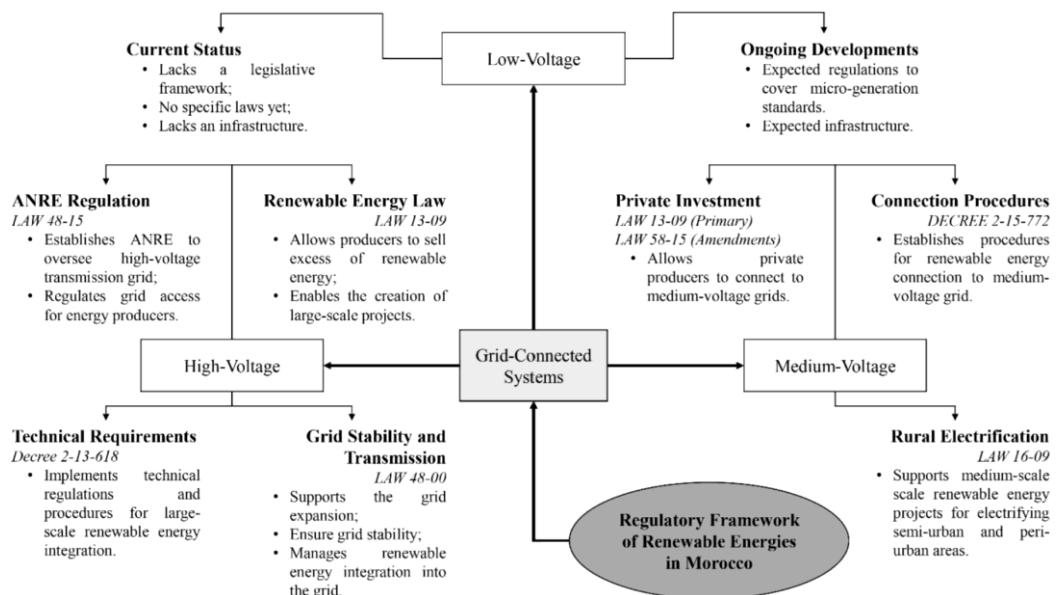 Low-Voltage
Current Status
• Lacks a legislative
framework;
• No specific laws yet;
• Lacks an infrastructure.
Ongoing Developments
• Expected regulations to
cover micro-generation
standards.
• Expected infrastructure.
ANRE Regulation
LAW 48-15
• Establishes ANRE to
oversee high-voltage
transmission grid;
• Regulates grid access
for energy producers.
Renewable Energy Law
LAW 13-09
• Allows producers to sell
excess of renewable
energy;
• Enables the creation of
large-scale projects.
Private Investment
LAW 13-09 (Primary)
LAW 58-15 (Amendments)
• Allows private
producers to connect to
medium-voltage grids.
Connection Procedures
DECREE 2-15-772
• Establishes procedures
for renewable energy
connection to medium-
voltage grid.
High-Voltage
Grid-Connected
Systems
Medium-Voltage
Technical Requirements
Decree 2-13-618
• Implements technical
regulations and
procedures for large-
scale renewable energy
integration.
Grid Stability and
Transmission
LAW 48-00
• Supports the grid
expansion;
• Ensure grid stability;
• Manages renewable
energy integration into
the grid.
Regulatory Framework
of Renewable Energies
in Morocco
Rural Electrification
LAW 16-09
• Supports medium-scale
scale renewable energy
projects for electrifying
semi-urban and peri-
urban areas.